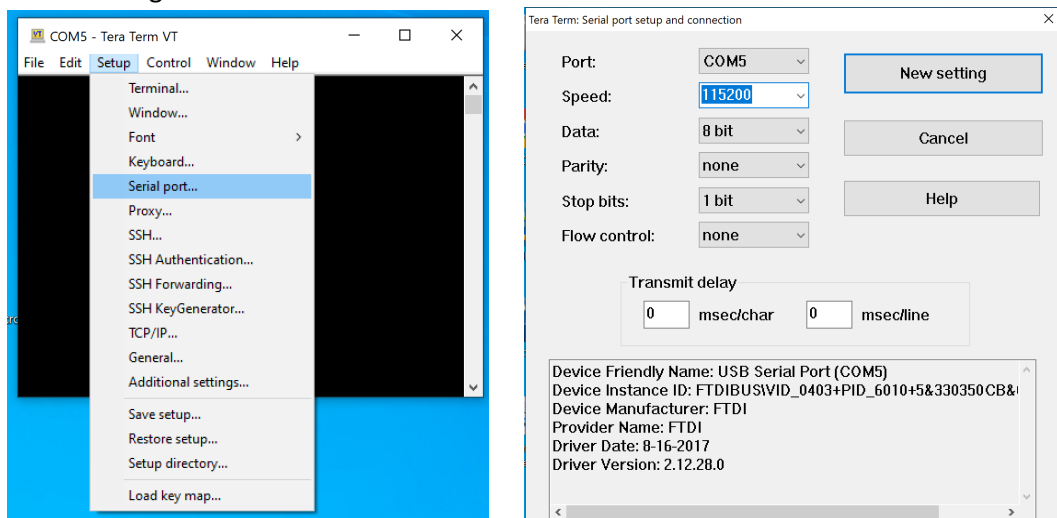 COM5 - Tera Term VT
File Edit Setup Control Window Help
Terminal...
Window...
Font
Keyboard...
Serial port...
Proxy...
SSH...
SSH Authentication...
SSH Forwarding...
SSH KeyGenerator...
TCP/IP...
General...
Additional settings...
Save setup...
Restore setup...
Setup directory...
Load key map...
Tera Term: Serial port setup and connection
Port: COM5
New setting
Speed: 115200
Data: 8 bit
Cancel
Parity: none
Stop bits: 1 bit
Help
Flow control: none
Transmit delay
0 msec/char 0 msec/line
Device Friendly Name: USB Serial Port (COM5)
Device Instance ID: FTDIBUS\VID_0403+PID_6010+5&330350CB&
Device Manufacturer: FTDI
Provider Name: FTDI
Driver Date: 8-16-2017
Driver Version: 2.12.28.0